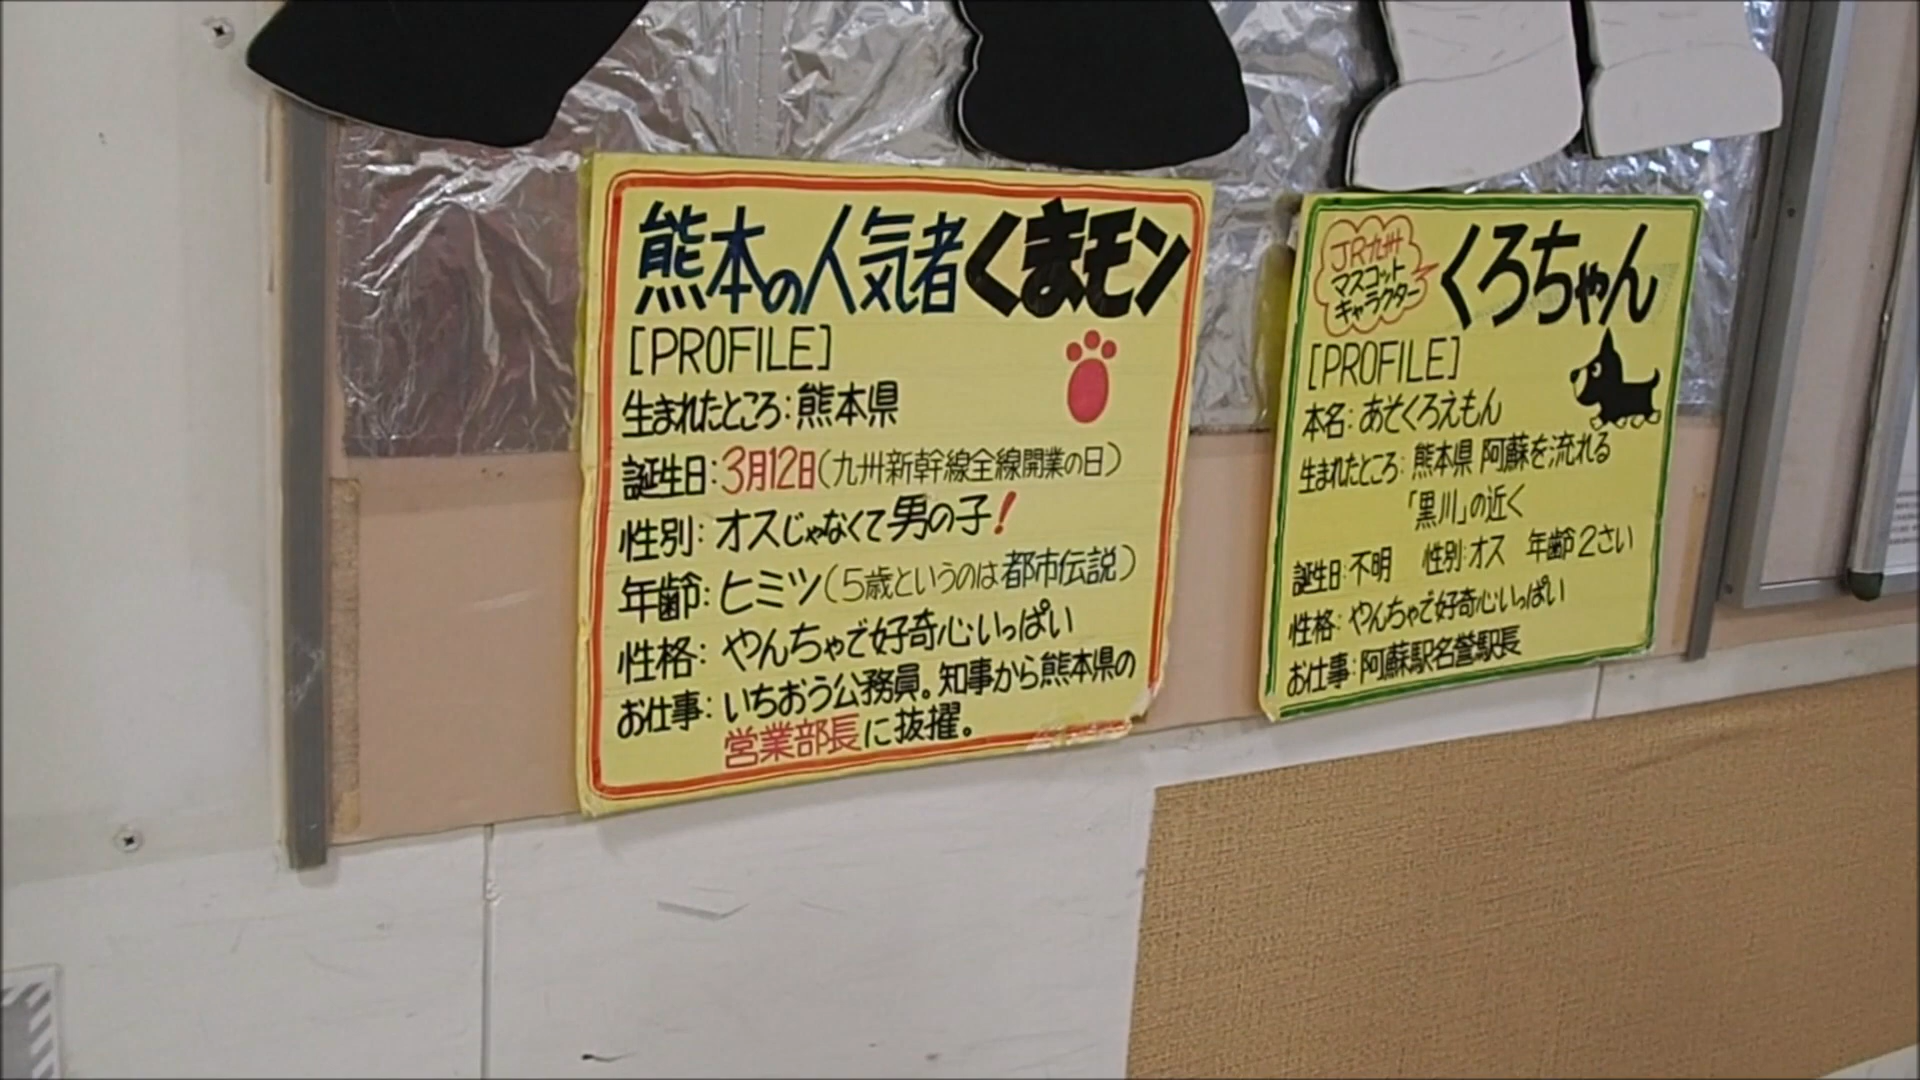 熊本の人気者くまモン
[PROFILE]
生まれたところ:熊本県
誕生日:3月12日(九州新幹線全線開業の日)
性別:オスじゃなくて男の子!
年齢:ヒミツ(5歳というのは都市伝説)
性格:やんちゃで好奇心いっぱい
お仕事:いちおう公務員。知事から熊本県の
営業部長に抜擢。
JR九州
マスコット
キャラクター
くろちゃん
[PROFILE]
本名:あそくろえもん
生まれたところ:熊本県 阿蘇を流れる
「黒川」の近く
誕生日:不明 性別:オス 年齢2さい
性格:やんちゃで好奇心いっぱい
お仕事:阿蘇駅名誉駅長